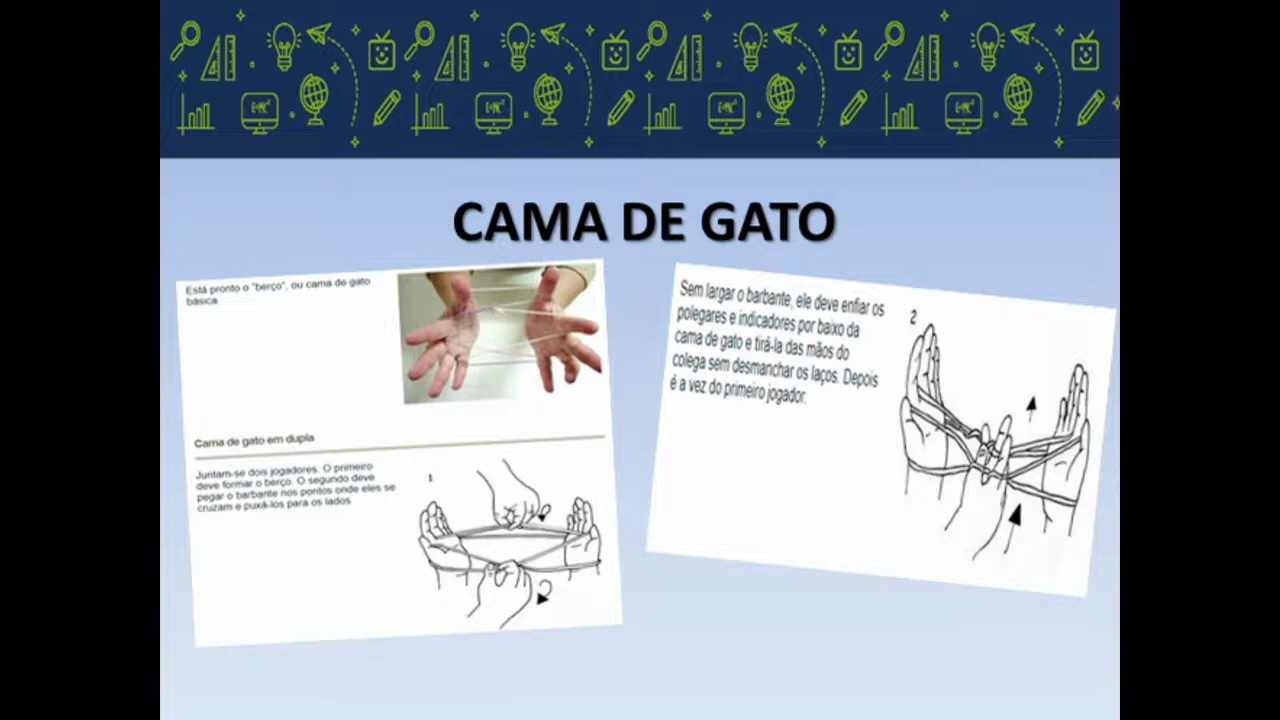 CAMA DE GATO
Está pronto o "berço", ou cama de gato
básica.
Cama de gato em dupla
Juntam-se dois jogadores. O primeiro
deve formar o berço. O segundo deve
pegar o barbante nos pontos onde eles se
cruzam e puxá-los para os lados
1
Sem largar o barbante, ele deve enfiar os
polegares e indicadores por baixo da
cama de gato e tirá-la das mãos do
colega sem desmanchar os laços. Depois
é a vez do primeiro jogador.
2